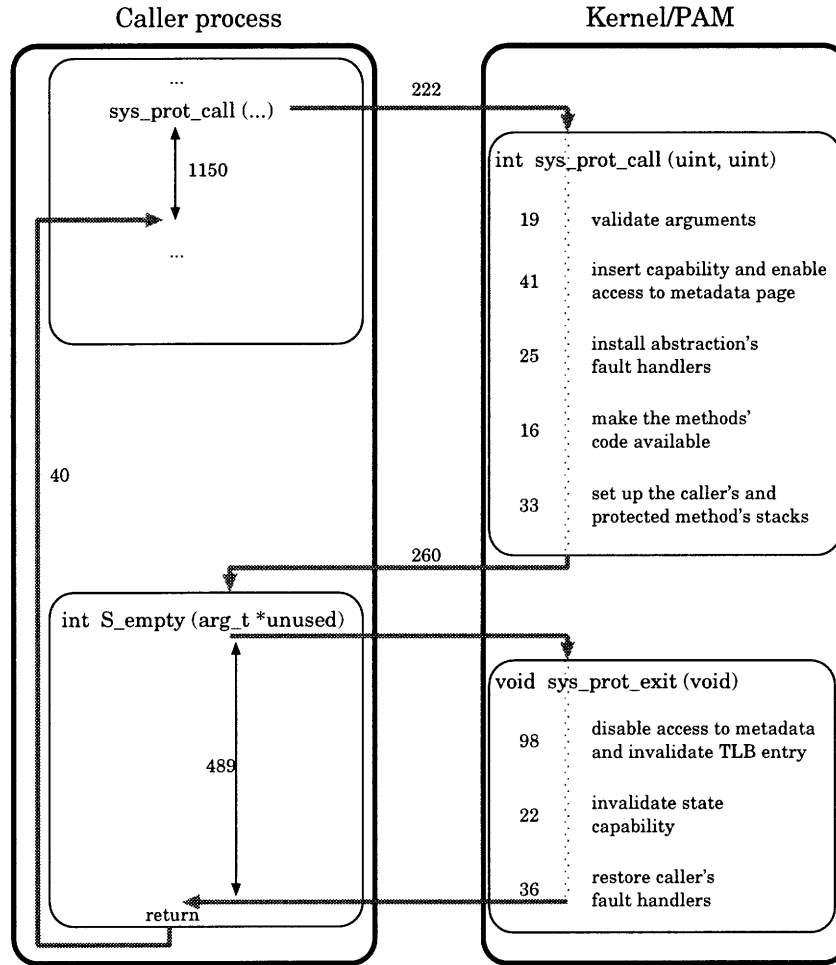 Caller process
Kernel/PAM
...
sys_prot_call (...)
222
1150
...
int sys_prot_call (uint, uint)
19 validate arguments
41 insert capability and enable
access to metadata page
25 install abstraction's
fault handlers
16 make the methods'
code available
33 set up the caller's and
protected method's stacks
40
260
int S_empty (arg_t *unused)
489
return
void sys_prot_exit (void)
98 disable access to metadata
and invalidate TLB entry
22 invalidate state
capability
36 restore caller's
fault handlers